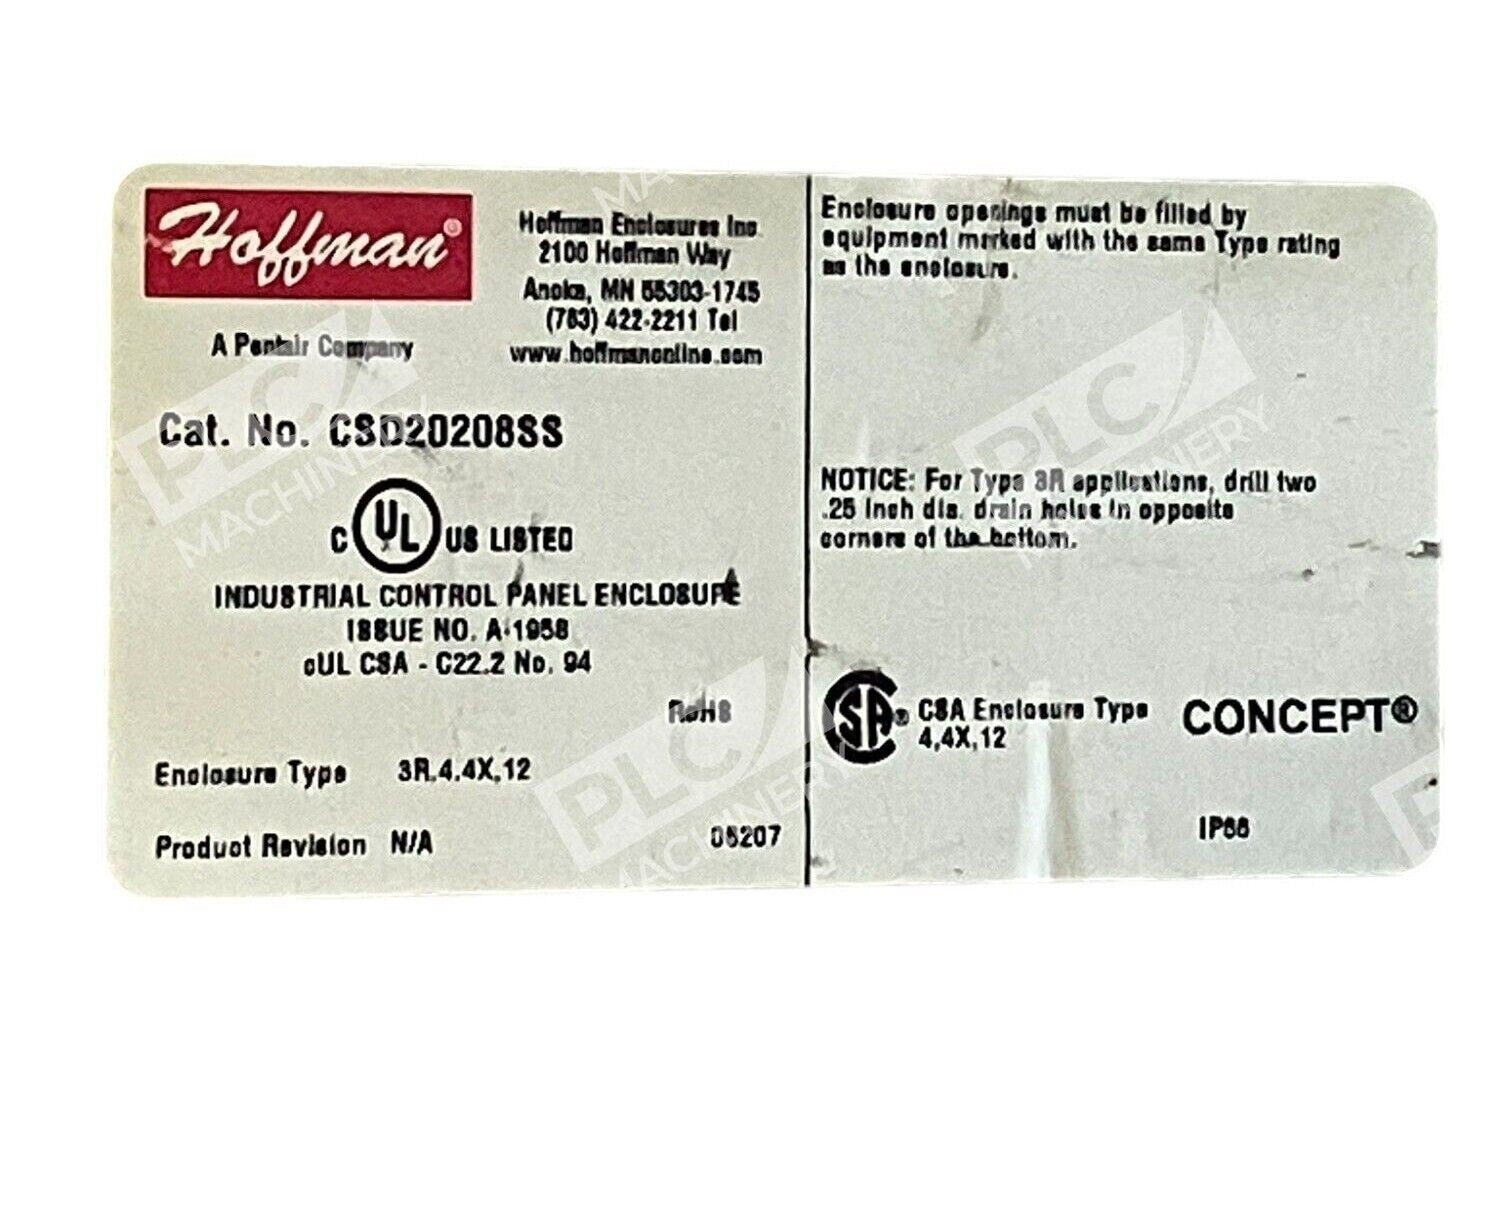 Hoffman®
A Pentair Company
Hoffman Enclosures Inc
2100 Hoffman Way
Anoka, MN 55303-1745
(763) 422-2211 Tel
www.hoffmanonline.com
Cat. No. CSD20208SS
C UL US LISTED
INDUSTRIAL CONTROL PANEL ENCLOSURE
ISSUE NO. A-1958
cUL CSA - C22.2 No. 94
RoHS
Enclosure Type 3R,4,4X,12
Product Revision N/A
Enclosure openings must be filled by
equipment marked with the same Type rating
as the enclosure.
NOTICE: For Type 3R applications, drill two
.25 inch dia. drain holes in opposite
corners of the bottom.
CSA® CSA Enclosure Type
4,4X,12
CONCEPT®
IP66
PLC
MACHINERY